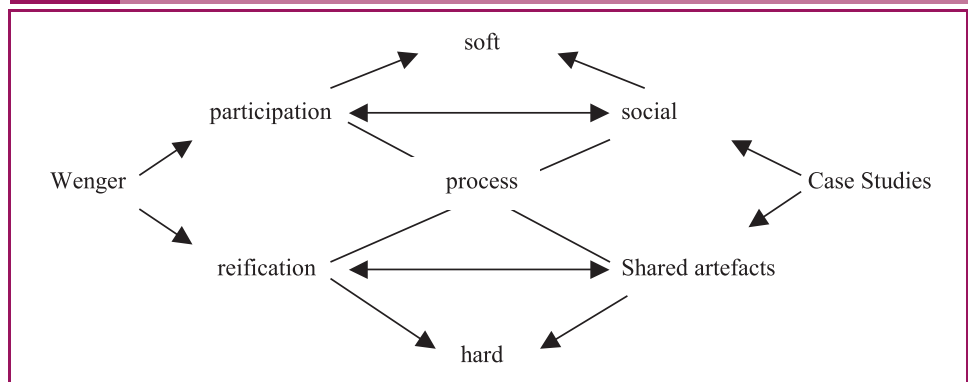 soft
participation social
Wenger process Case Studies
reification Shared artefacts
hard